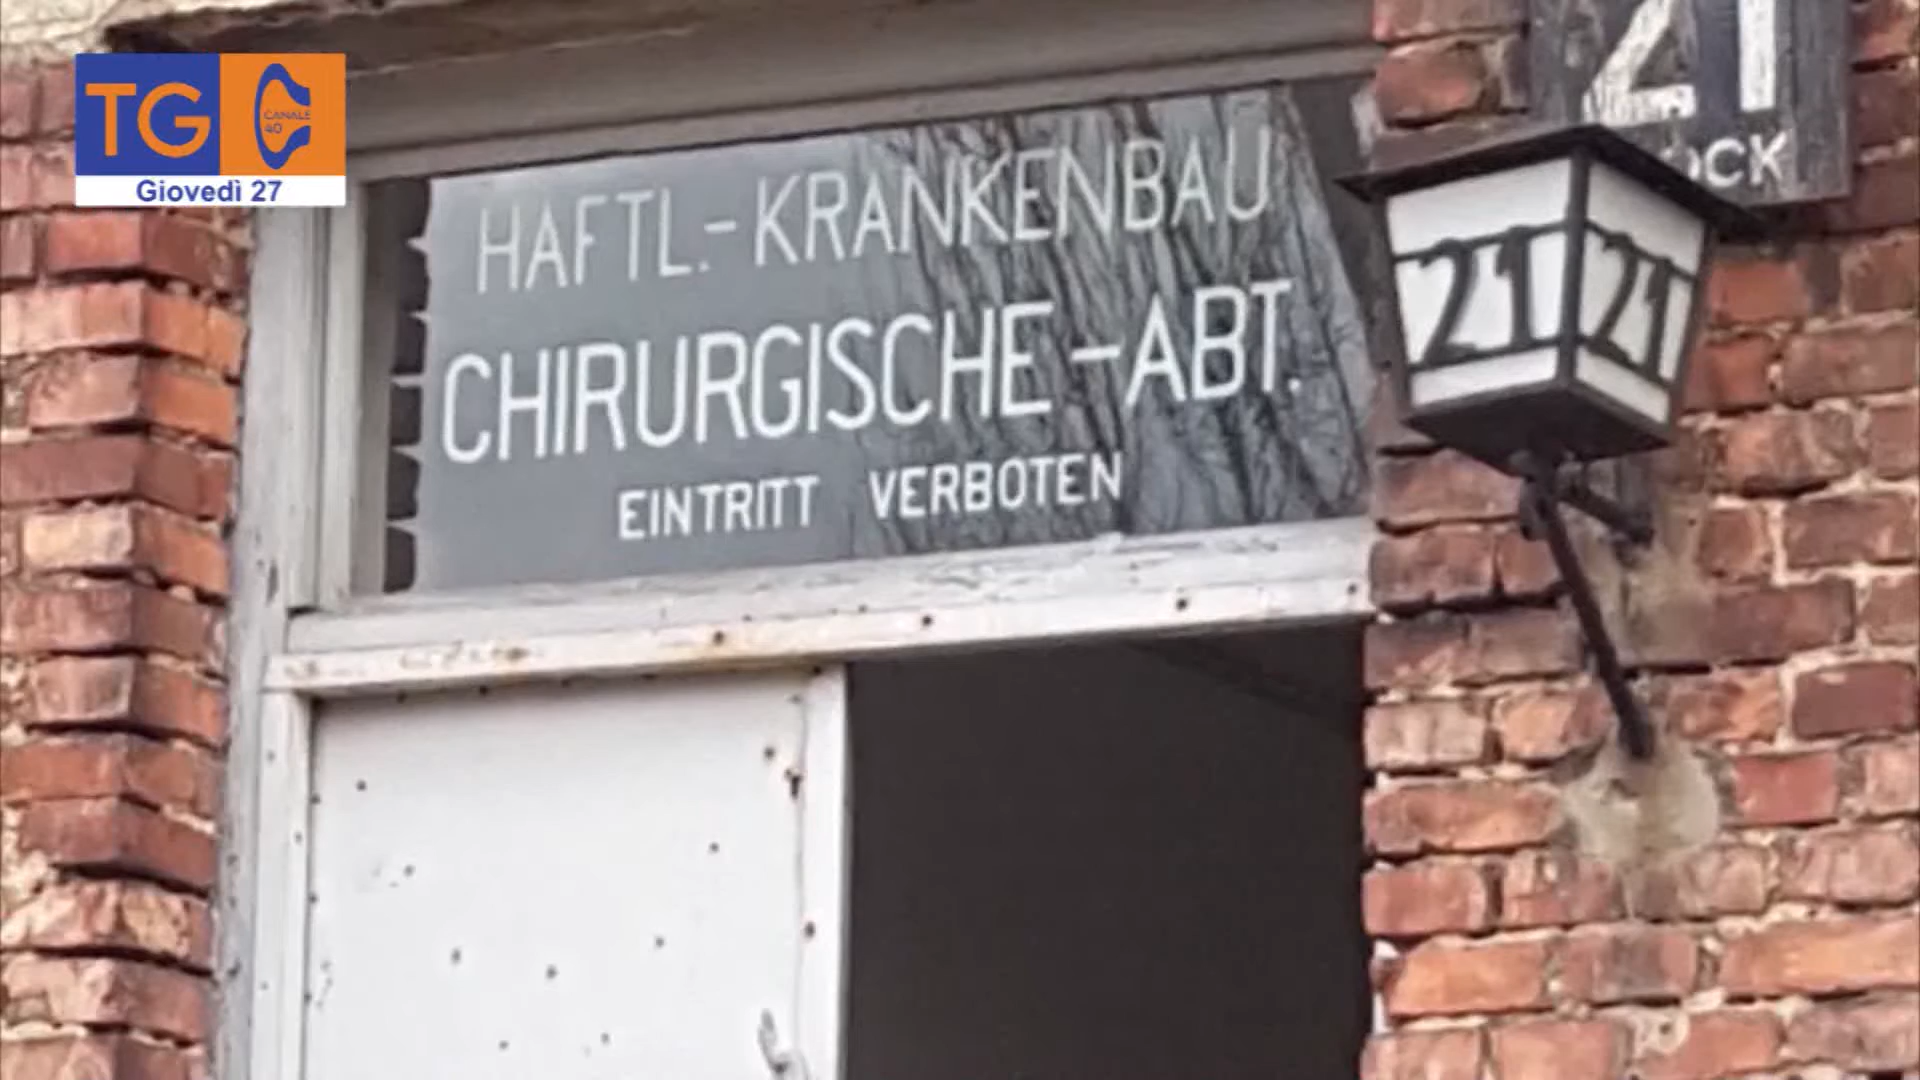 TG
CANALE
40
Giovedì 27
HAFTL.-KRANKENBAU
CHIRURGISCHE-ABT.
EINTRITT VERBOTEN
21
21
21